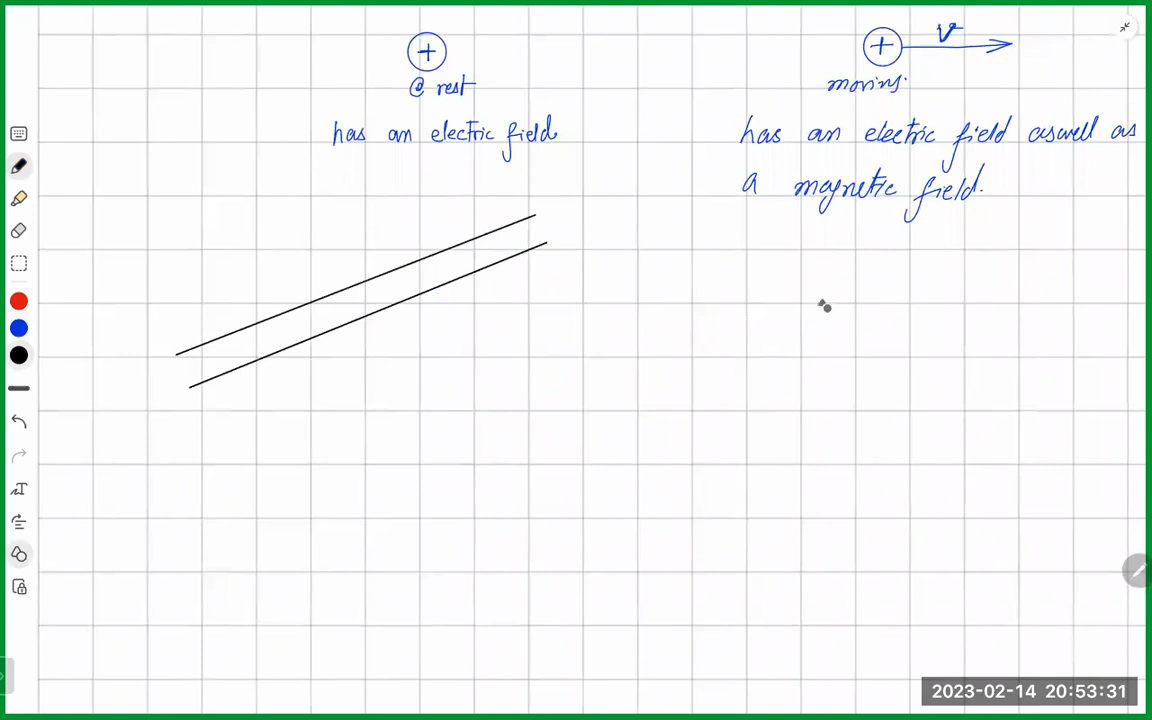 +
@ rest
has an electric field
+ v
moving.
has an electric field aswell as
a magnetic field.
2023-02-14 20:53:31